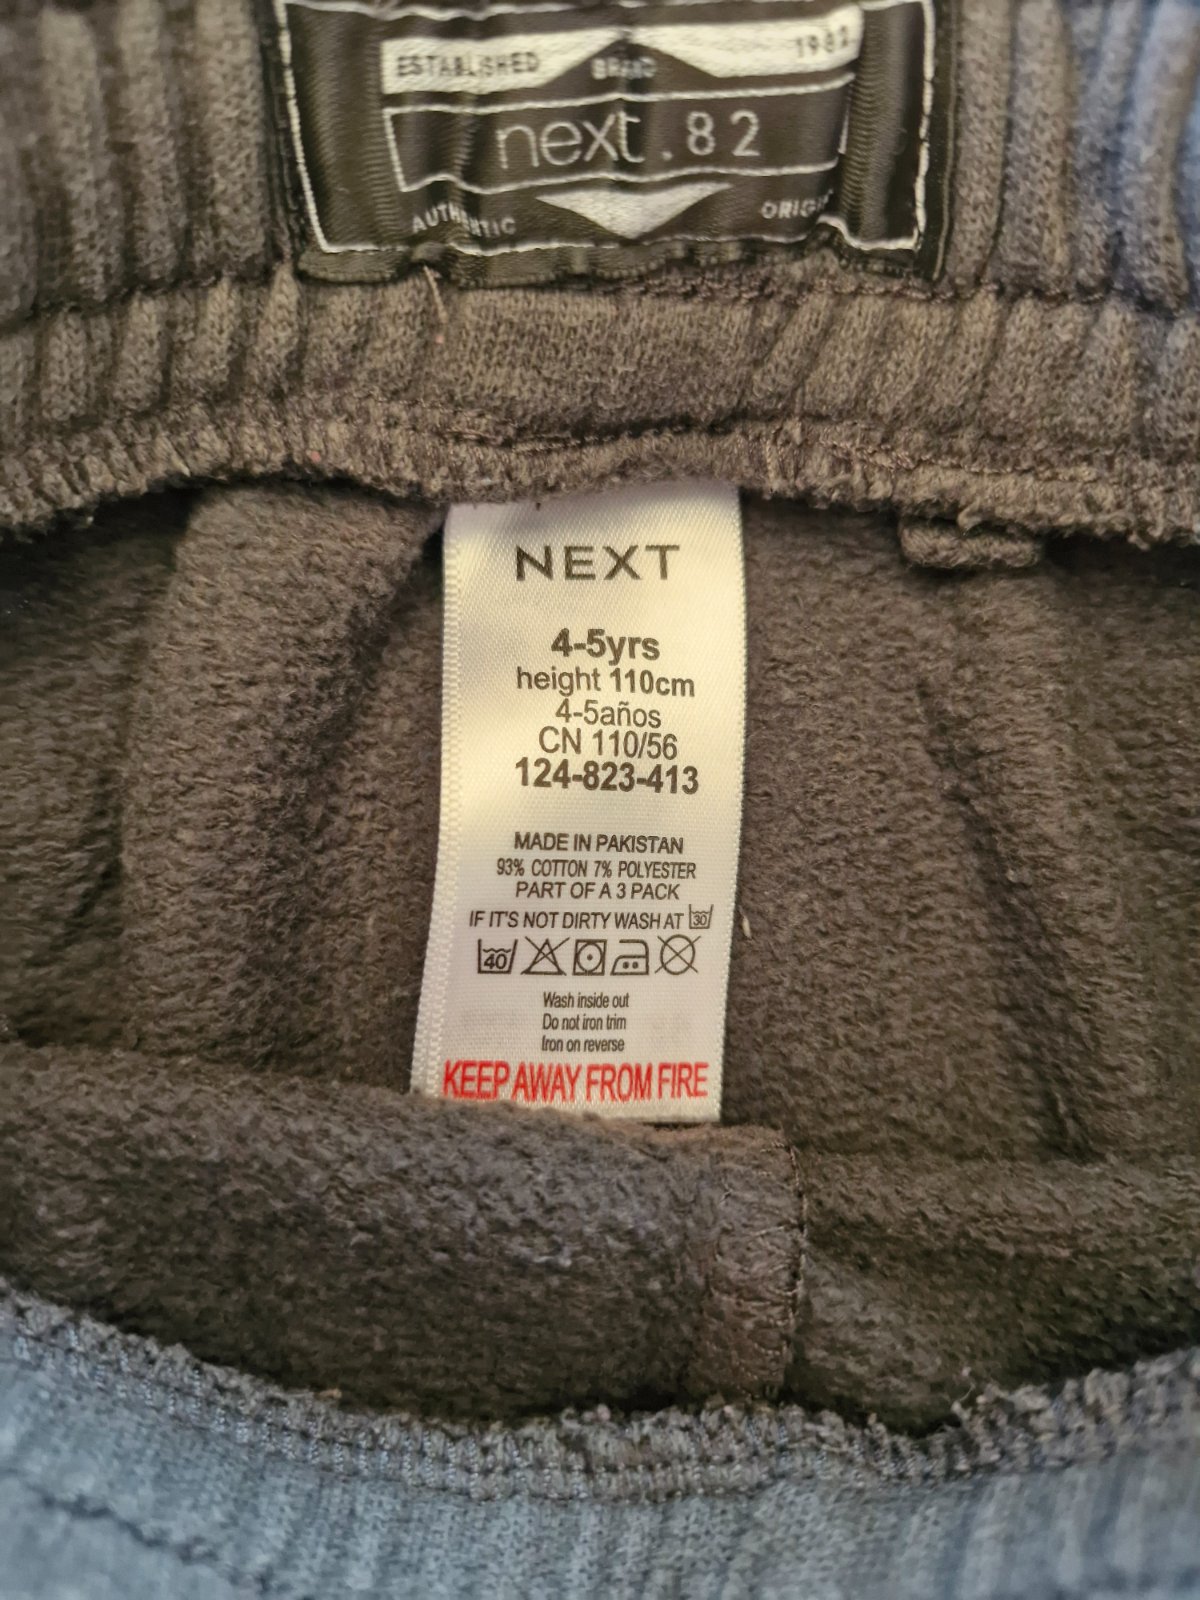 ESTABLISHED BRAND 1982
next.82
AUTHENTIC
NEXT
4-5yrs
height 110cm
4-5años
CN 110/56
124-823-413
MADE IN PAKISTAN
93% COTTON 7% POLYESTER
PART OF A 3 PACK
IF IT'S NOT DIRTY WASH AT 30
40
Wash inside out
Do not iron trim
Iron on reverse
KEEP AWAY FROM FIRE